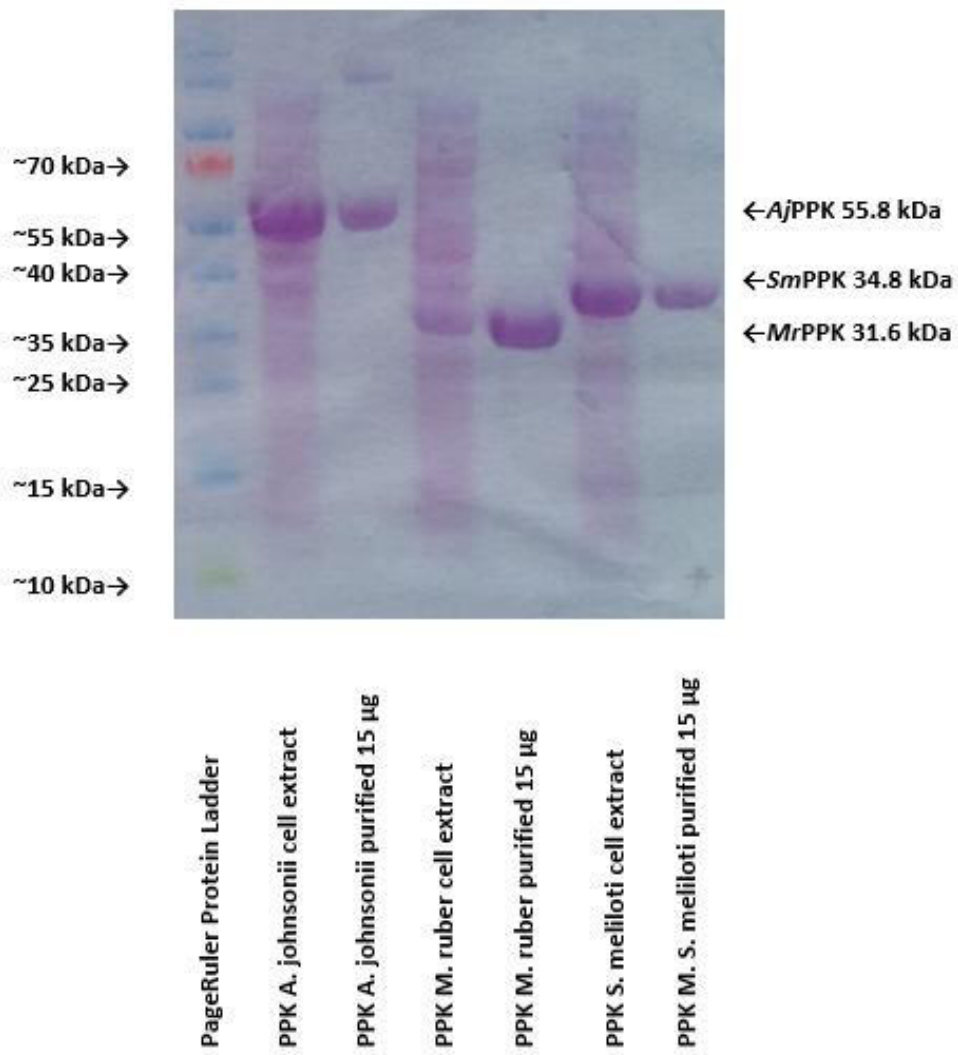 ~70 kDa→
~55 kDa→
~40 kDa→
~35 kDa→
~25 kDa→
~15 kDa→
~10 kDa→
←AjPPK 55.8 kDa
←SmPPK 34.8 kDa
←MrPPK 31.6 kDa
PageRuler Protein Ladder
PPK A. johnsonii cell extract
PPK A. johnsonii purified 15 µg
PPK M. ruber cell extract
PPK M. ruber purified 15 µg
PPK S. meliloti cell extract
PPK M. S. meliloti purified 15 µg